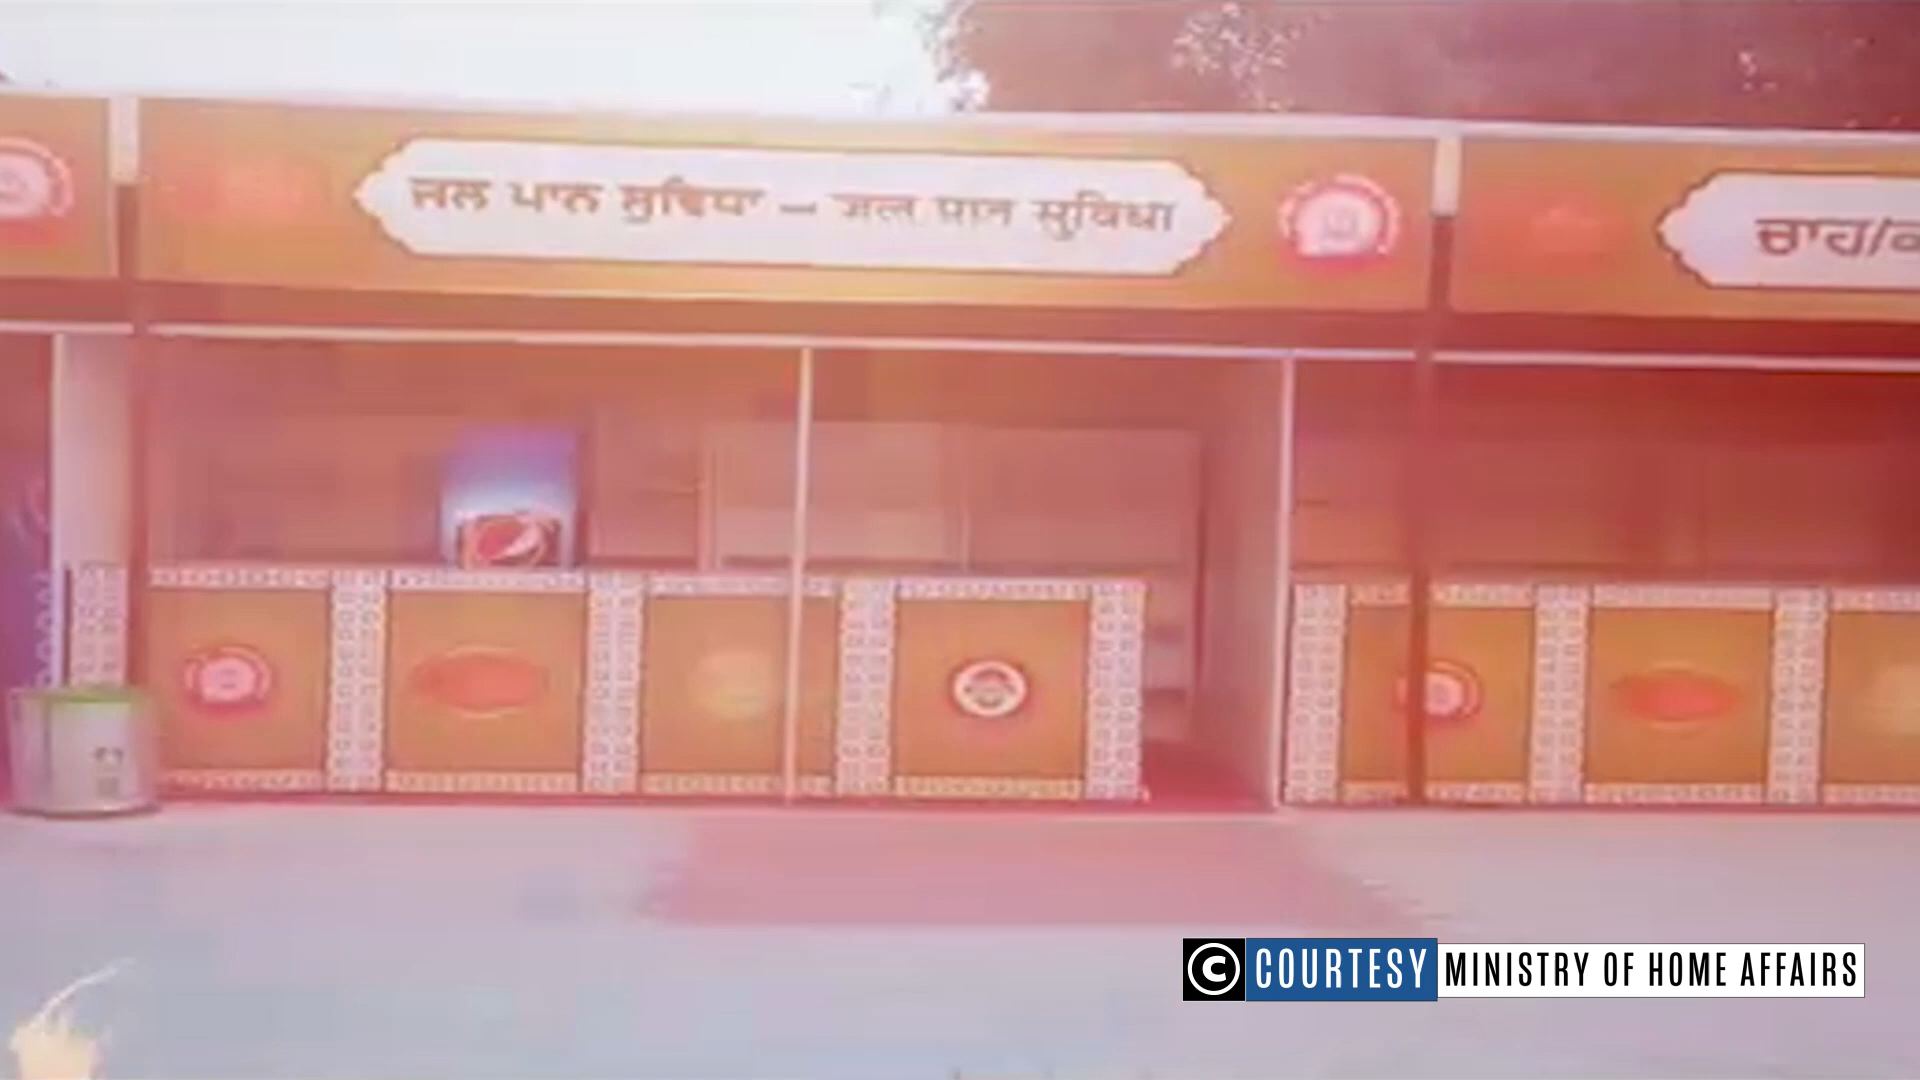 ਜਲ ਪਾਨ ਸੁਵਿਧਾ – जल पान सुविधा
ਚਾਹ/
© COURTESY MINISTRY OF HOME AFFAIRS